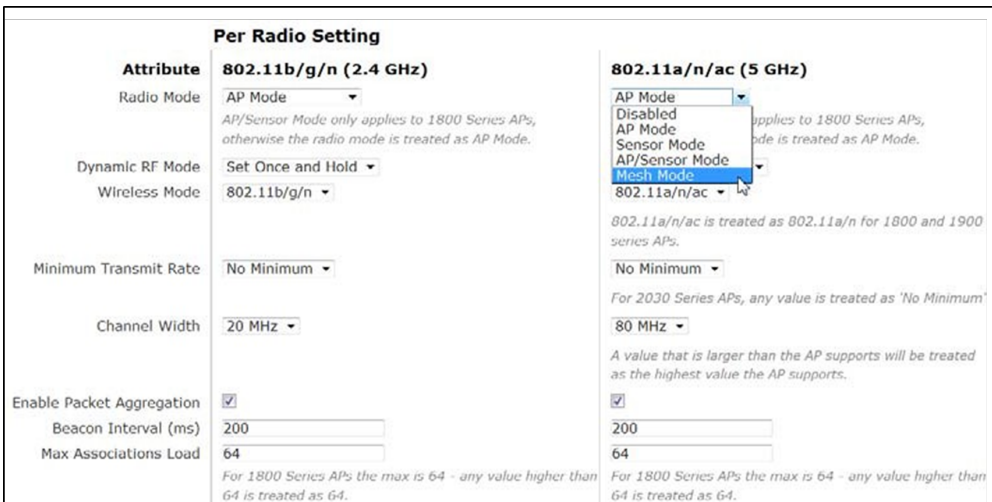 Per Radio Setting
Attribute 802.11b/g/n (2.4 GHz) 802.11a/n/ac (5 GHz)
Radio Mode AP Mode AP Mode
Disabled
AP/Sensor Mode only applies to 1800 Series APs, applies to 1800 Series APs,
AP Mode
otherwise the radio mode is treated as AP Mode. ode is treated as AP Mode.
Sensor Mode
AP/Sensor Mode
Dynamic RF Mode Set Once and Hold
Mesh Mode
Wireless Mode 802.11b/g/n 802.11a/n/ac
802.11a/n/ac is treated as 802.11a/n for 1800 and 1900
series APs.
Minimum Transmit Rate No Minimum No Minimum
For 2030 Series APs, any value is treated as 'No Minimum'
Channel Width 20 MHz 80 MHz
A value that is larger than the AP supports will be treated
as the highest value the AP supports.
Enable Packet Aggregation
Beacon Interval (ms) 200 200
Max Associations Load 64 64
For 1800 Series APs the max is 64 - any value higher than For 1800 Series APs the max is 64 - any value higher than
64 is treated as 64. 64 is treated as 64.